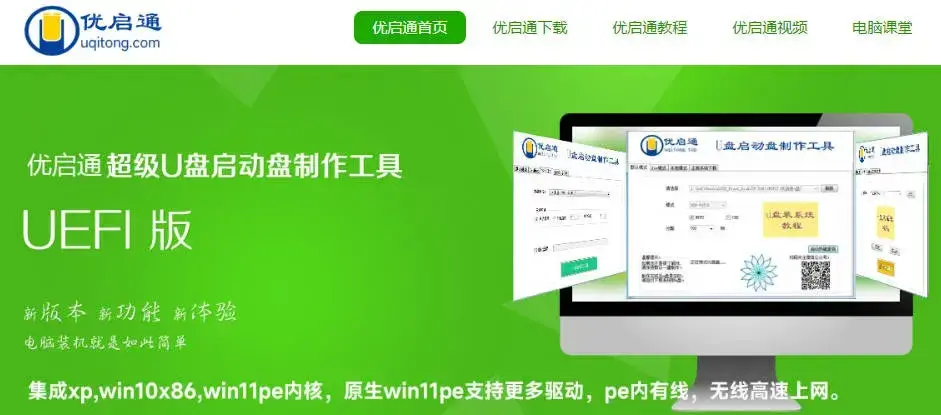 优启通
uqitong.com
优启通首页 优启通下载 优启通教程 优启通视频 电脑课堂
优启通 超级U盘启动盘制作工具
UEFI 版
新版本 新功能 新体验
电脑装机就是如此简单
优启通
U盘启动盘制作工具
U盘装系统
教程
集成xp,win10x86,win11pe内核，原生win11pe支持更多驱动，pe内有线，无线高速上网。